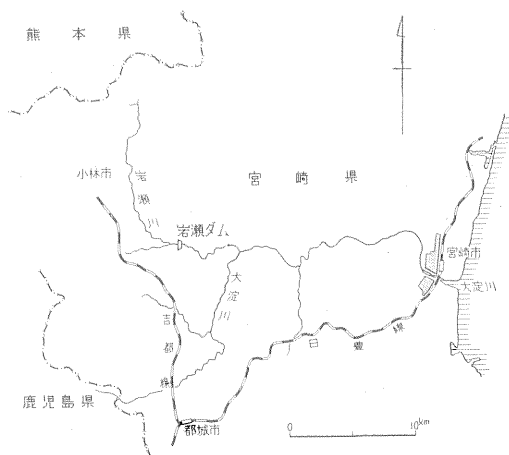 熊本県
小林市
岩瀬川
宮崎県
岩瀬ダム
宮崎市
大淀川
大淀川
吉都線
日豊線
鹿児島県
都城市
0
10km